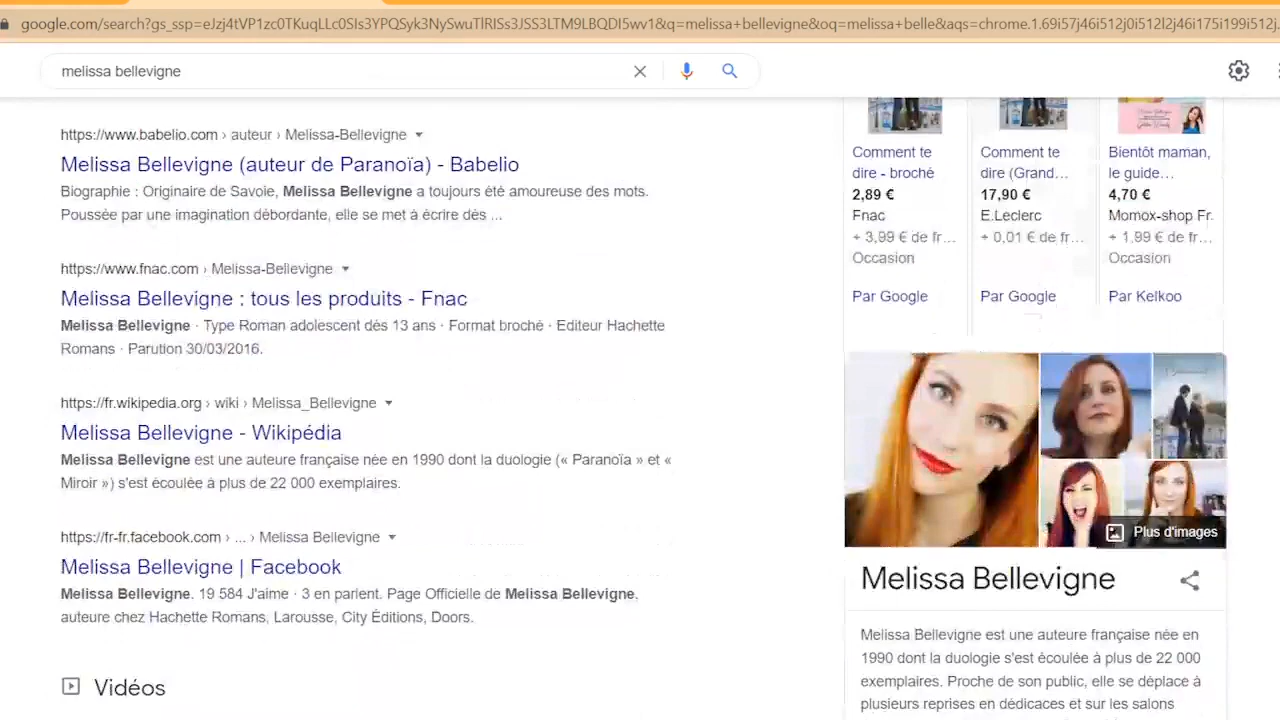 google.com/search?gs_ssp=eJzj4tVP1zc0TKuqLLc0SIs3YPQSyk3NySwuTlRISs3JSS3LTM9LBQDI5wv1&q=melissa+bellevigne&oq=melissa+belle&aqs=chrome.1.69i57j46i512j0i512l2j46i175i199i512j.
melissa bellevigne
https://www.babelio.com › auteur › Melissa-Bellevigne
Melissa Bellevigne (auteur de Paranoïa) - Babelio
Biographie : Originaire de Savoie, Melissa Bellevigne a toujours été amoureuse des mots.
Poussée par une imagination débordante, elle se met à écrire dès ...
https://www.fnac.com › Melissa-Bellevigne
Melissa Bellevigne : tous les produits - Fnac
Melissa Bellevigne · Type Roman adolescent dès 13 ans · Format broché · Editeur Hachette
Romans · Parution 30/03/2016.
https://fr.wikipedia.org › wiki › Melissa_Bellevigne
Melissa Bellevigne - Wikipédia
Melissa Bellevigne est une auteure française née en 1990 dont la duologie (« Paranoïa » et «
Miroir ») s'est écoulée à plus de 22 000 exemplaires.
https://fr-fr.facebook.com › ... › Melissa Bellevigne
Melissa Bellevigne | Facebook
Melissa Bellevigne. 19 584 J'aime · 3 en parlent. Page Officielle de Melissa Bellevigne,
auteure chez Hachette Romans, Larousse, City Éditions, Doors.
Vidéos
Comment te
dire - broché
2,89 €
Fnac
+ 3,99 € de fr...
Occasion
Par Google
Comment te
dire (Grand...
17,90 €
E.Leclerc
+ 0,01 € de fr...
Par Google
Bientôt maman,
le guide...
4,70 €
Momox-shop Fr.
+ 1,99 € de fr...
Occasion
Par Kelkoo
Plus d'images
Melissa Bellevigne
Melissa Bellevigne est une auteure française née en
1990 dont la duologie s'est écoulée à plus de 22 000
exemplaires. Proche de son public, elle se déplace à
plusieurs reprises en dédicaces et sur les salons